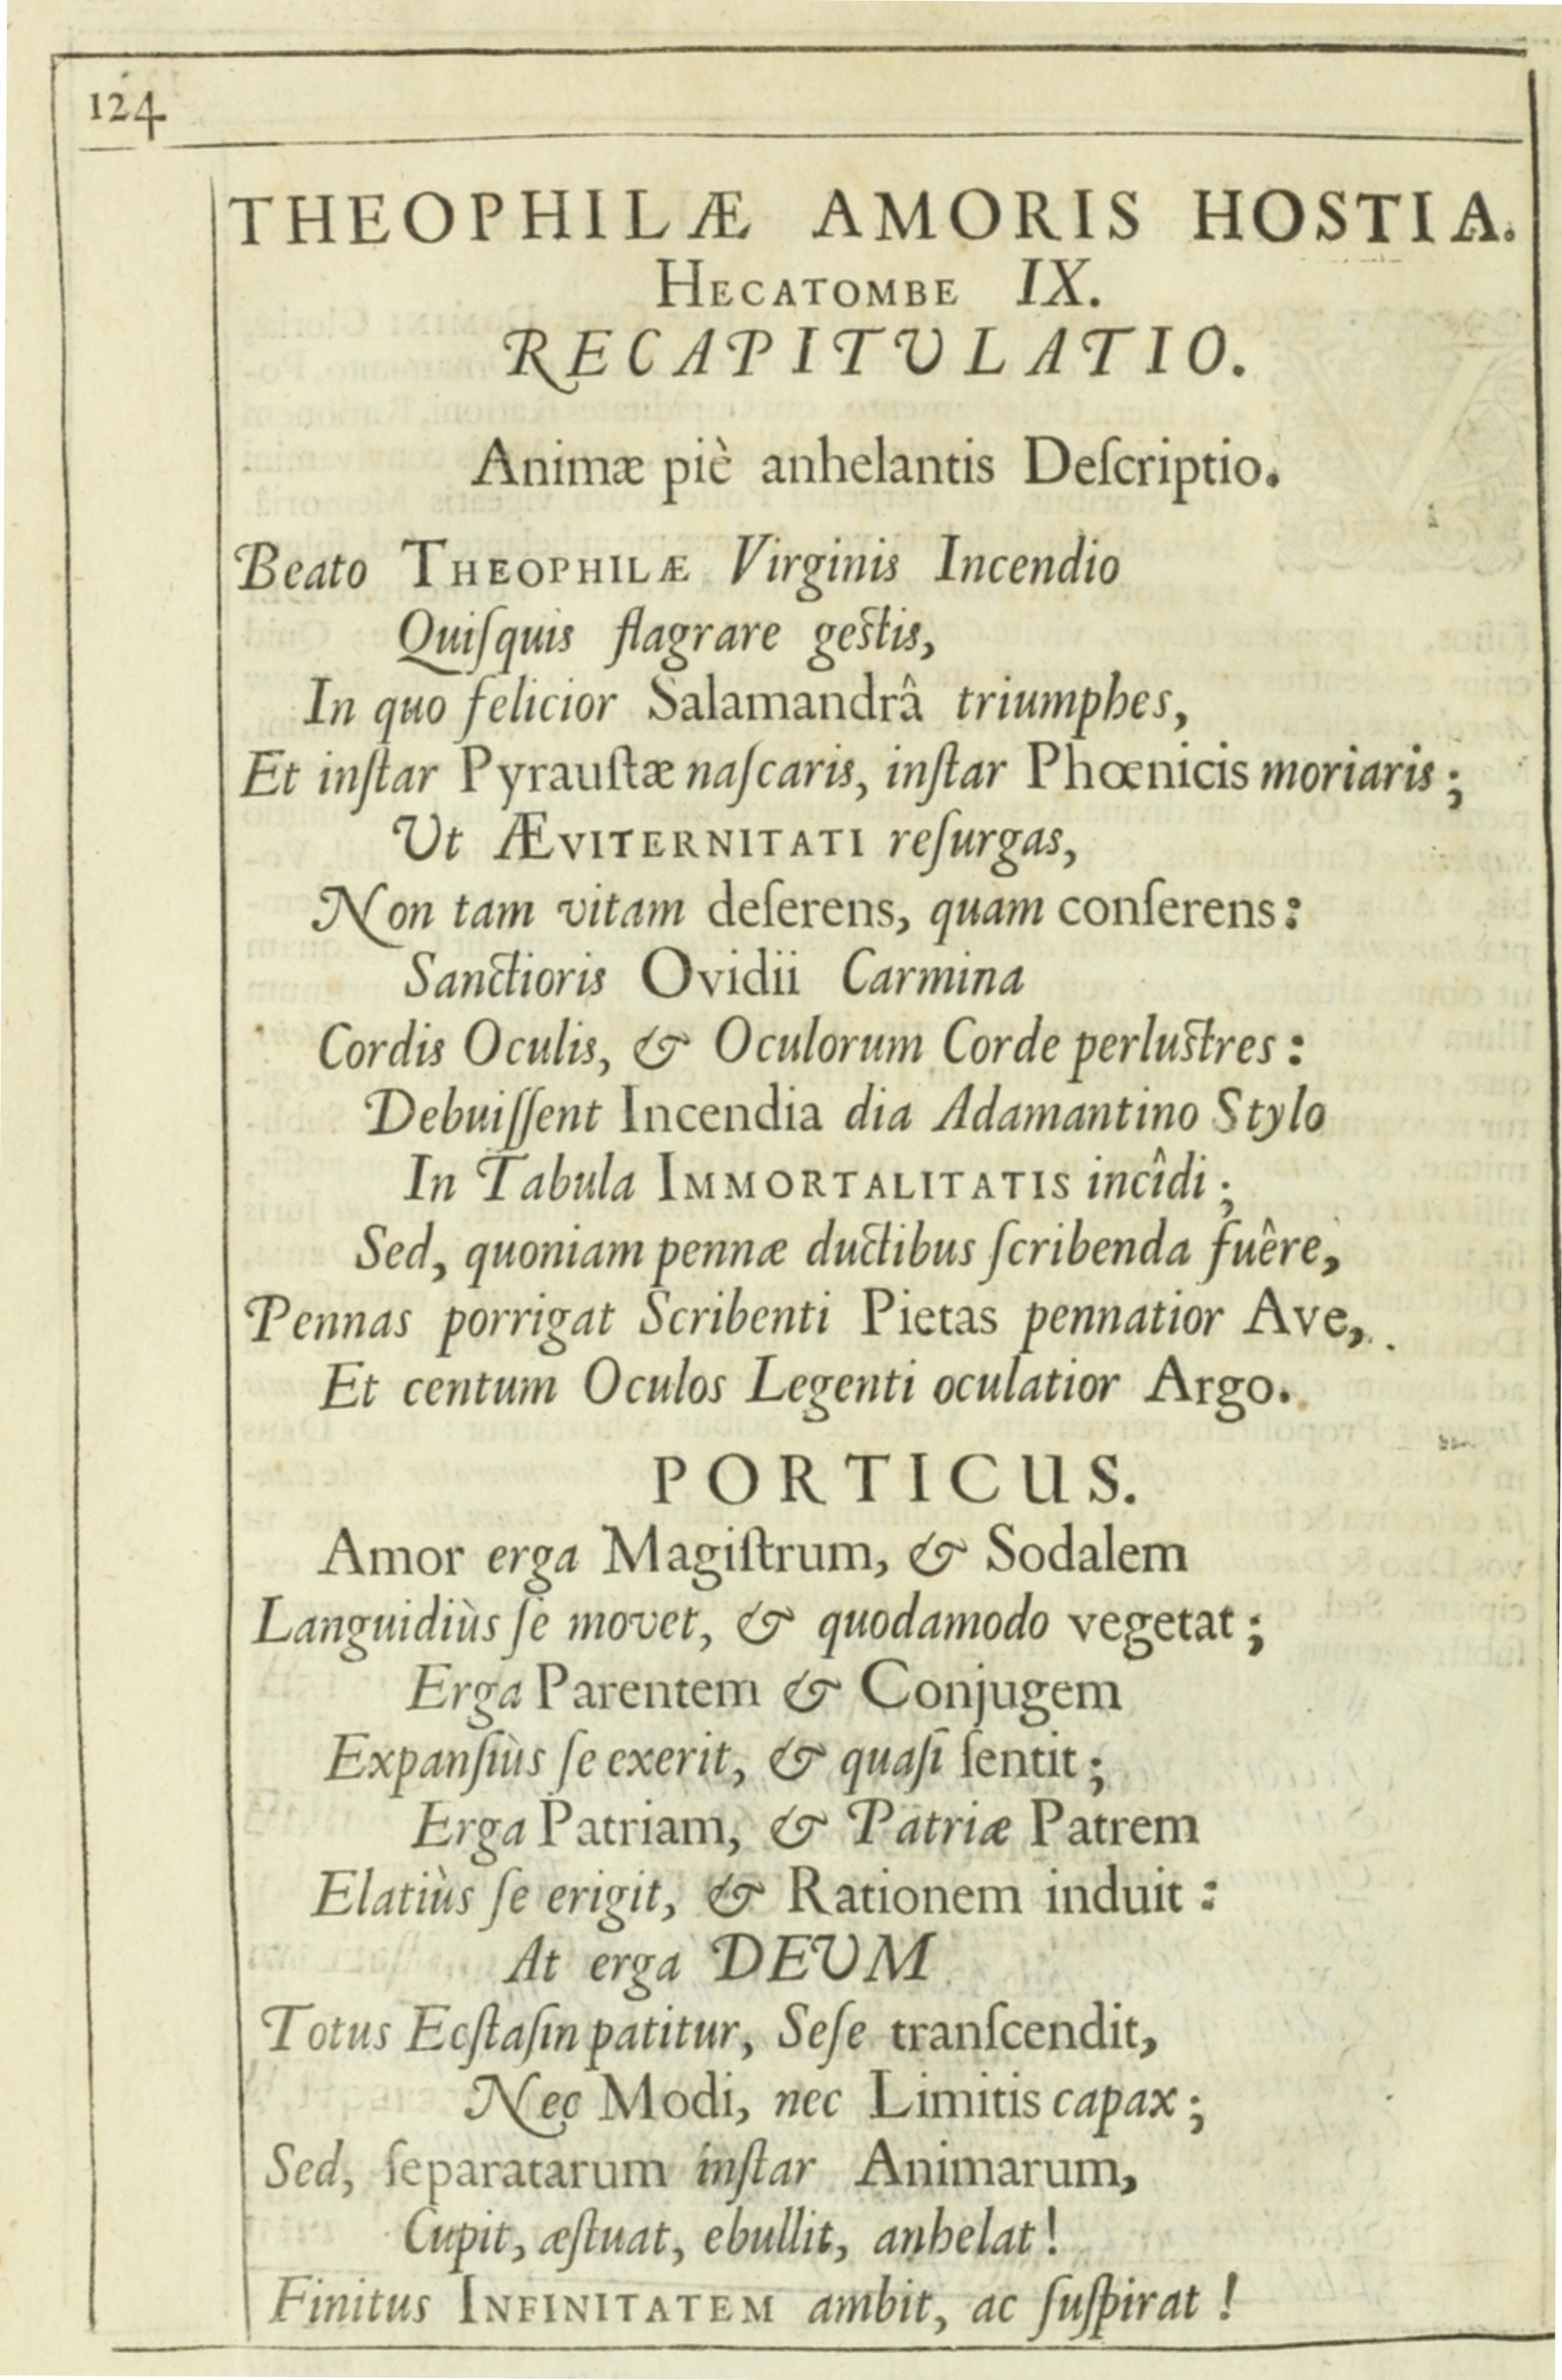 124
THEOPHILÆ AMORIS HOSTIA.
HECATOMBE IX.
RECAPITVLATIO.
Animæ piè anhelantis Deſcriptio.
Beato THEOPHILÆ Virginis Incendio
Quiſquis flagrare geſtis,
In quo felicior Salamandrâ triumphes,
Et inſtar Pyrauſtæ naſcaris, inſtar Phœnicis moriaris;
Vt ÆVITERNITATI reſurgas,
Non tam vitam deſerens, quam conſerens:
Sanctioris Ovidii Carmina
Cordis Oculis, & Oculorum Corde perluſtres:
Debuiſſent Incendia dia Adamantino Stylo
In Tabula IMMORTALITATIS incîdi;
Sed, quoniam pennæ ductibus ſcribenda fuêre,
Pennas porrigat Scribenti Pietas pennatior Ave,
Et centum Oculos Legenti oculatior Argo.
PORTICUS.
Amor erga Magiſtrum, & Sodalem
Languidiùs ſe movet, & quodamodo vegetat;
Erga Parentem & Conjugem
Expanſiùs ſe exerit, & quaſi ſentit;
Erga Patriam, & Patriæ Patrem
Elatiùs ſe erigit, & Rationem induit:
At erga DEVM
Totus Ecſtaſin patitur, Seſe tranſcendit,
Nec Modi, nec Limitis capax;
Sed, ſeparatarum inſtar Animarum,
Cupit, æſtuat, ebullit, anhelat!
Finitus INFINITATEM ambit, ac ſuſpirat!